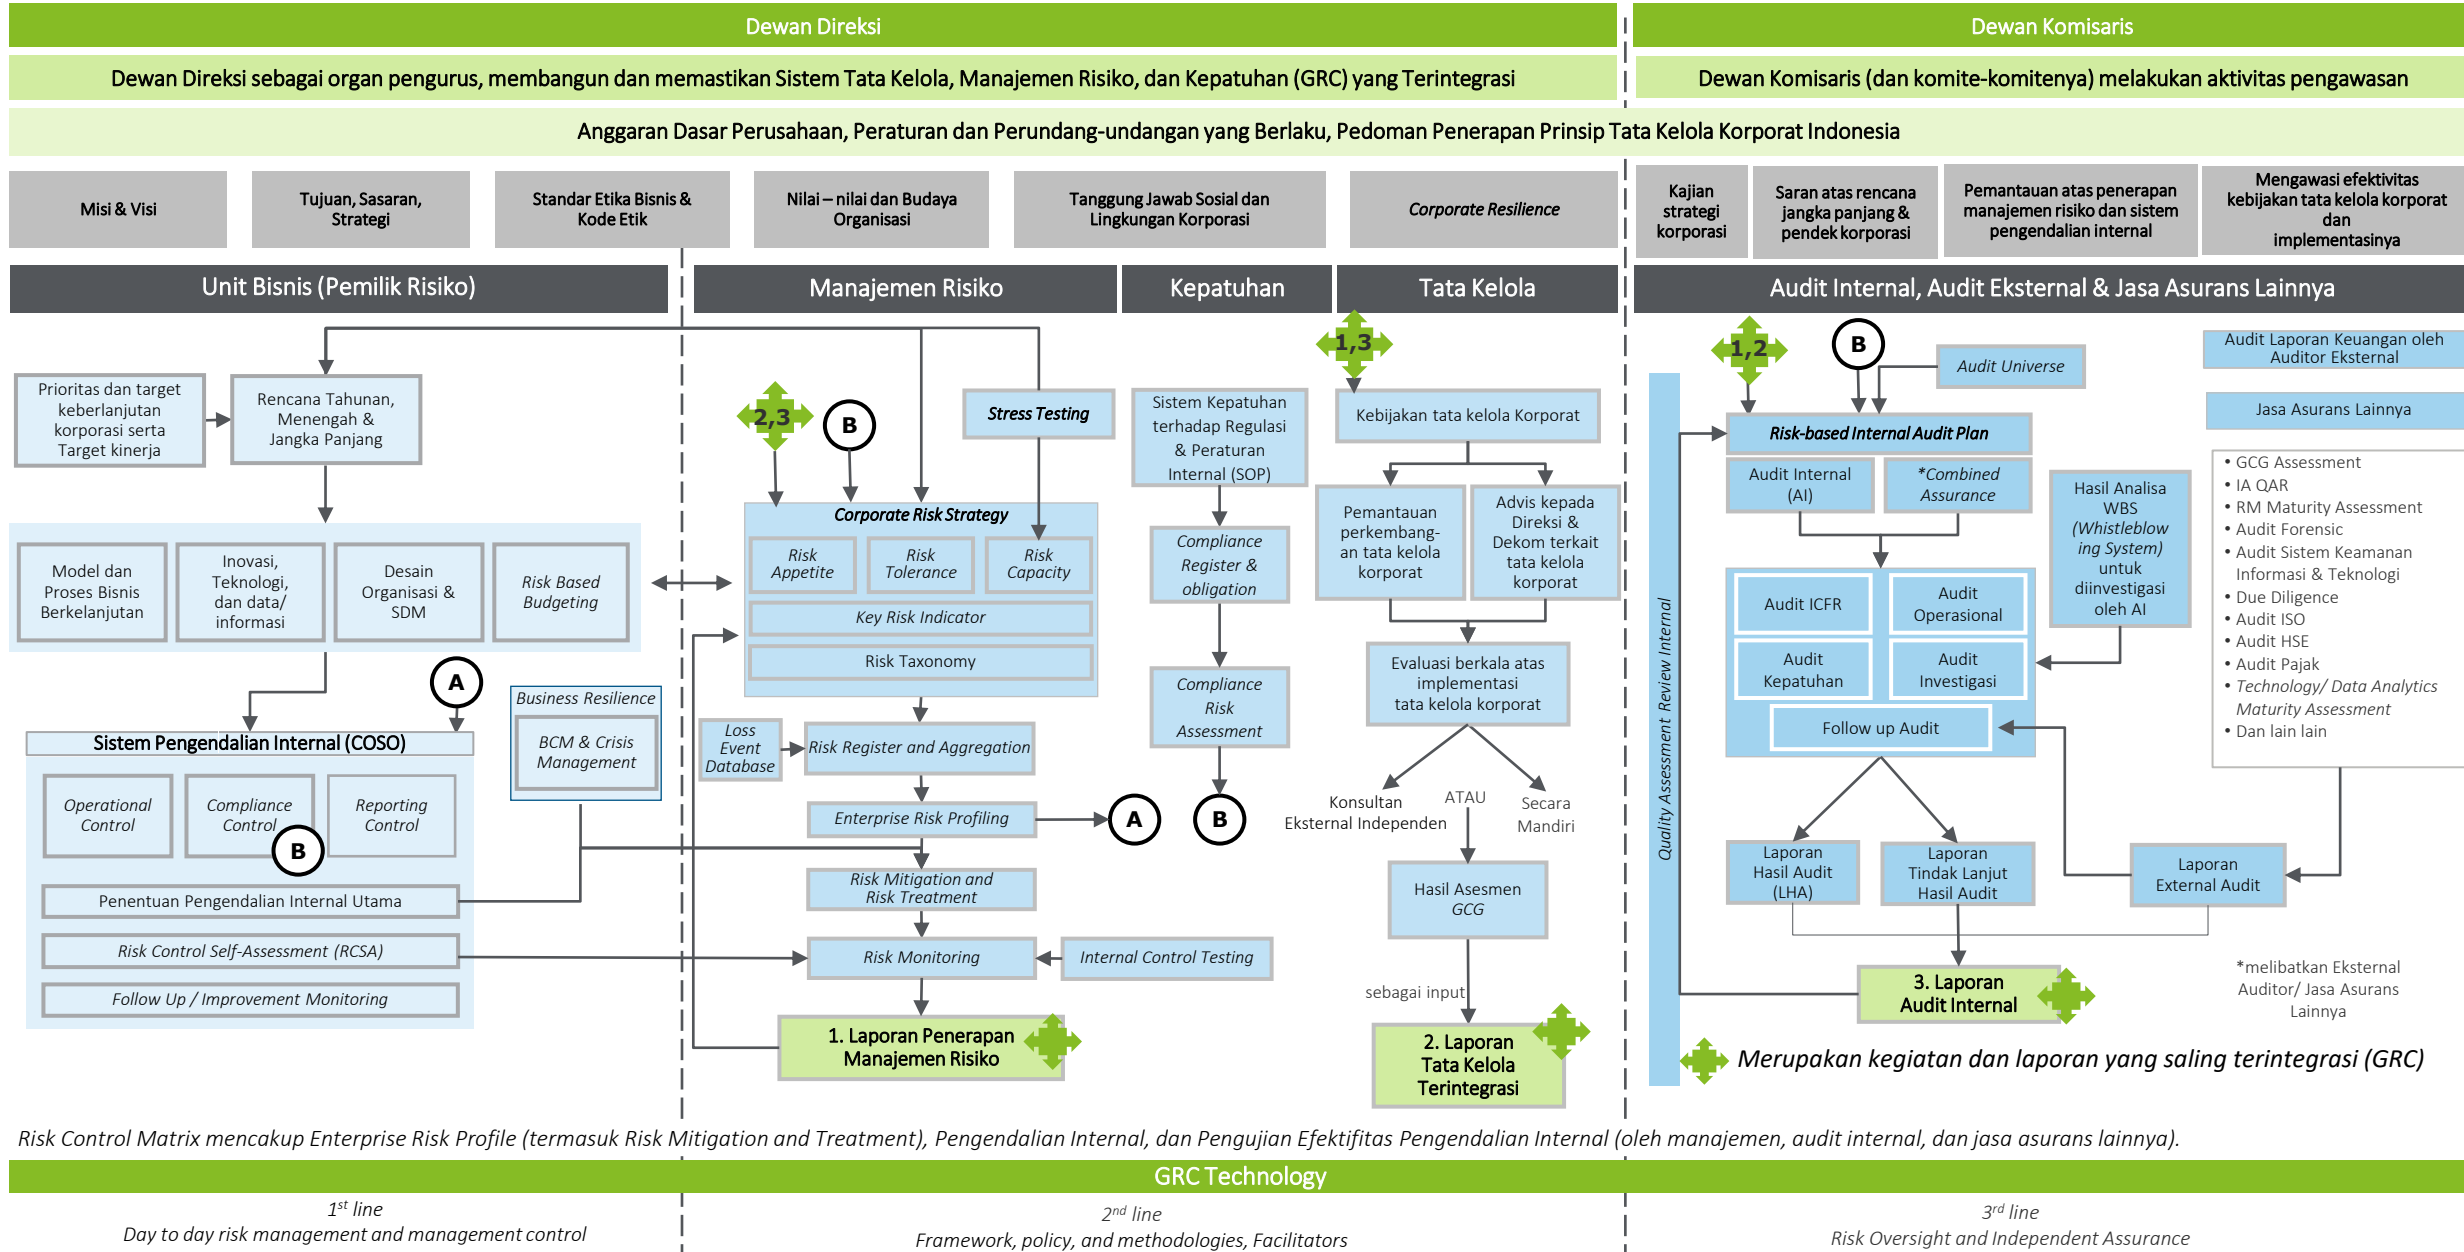 Dewan Direksi
Dewan Komisaris
Dewan Direksi sebagai organ pengurus, membangun dan memastikan Sistem Tata Kelola, Manajemen Risiko, dan Kepatuhan (GRC) yang Terintegrasi
Dewan Komisaris (dan komite-komitenya) melakukan aktivitas pengawasan
Anggaran Dasar Perusahaan, Peraturan dan Perundang-undangan yang Berlaku, Pedoman Penerapan Prinsip Tata Kelola Korporat Indonesia
Misi & Visi
Tujuan, Sasaran,
Strategi
Standar Etika Bisnis &
Kode Etik
Nilai – nilai dan Budaya
Organisasi
Tanggung Jawab Sosial dan
Lingkungan Korporasi
Corporate Resilience
Kajian
strategi
korporasi
Saran atas rencana
jangka panjang &
pendek korporasi
Pemantauan atas penerapan
manajemen risiko dan sistem
pengendalian internal
Mengawasi efektivitas
kebijakan tata kelola korporat
dan
implementasinya
Unit Bisnis (Pemilik Risiko)
Manajemen Risiko
Kepatuhan
Tata Kelola
Audit Internal, Audit Eksternal & Jasa Asurans Lainnya
Prioritas dan target
keberlanjutan
korporasi serta
Target kinerja
Rencana Tahunan,
Menengah &
Jangka Panjang
Model dan
Proses Bisnis
Berkelanjutan
Inovasi,
Teknologi,
dan data/
informasi
Desain
Organisasi &
SDM
Risk Based
Budgeting
A
Sistem Pengendalian Internal (COSO)
Operational
Control
Compliance
Control
B
Reporting
Control
Penentuan Pengendalian Internal Utama
Risk Control Self-Assessment (RCSA)
Follow Up / Improvement Monitoring
Business Resilience
BCM & Crisis
Management
2,3
B
Stress Testing
Corporate Risk Strategy
Risk
Appetite
Risk
Tolerance
Risk
Capacity
Key Risk Indicator
Risk Taxonomy
Loss
Event
Database
Risk Register and Aggregation
Enterprise Risk Profiling
A
Risk Mitigation and
Risk Treatment
Risk Monitoring
Internal Control Testing
1. Laporan Penerapan
Manajemen Risiko
Sistem Kepatuhan
terhadap Regulasi
& Peraturan
Internal (SOP)
Compliance
Register &
obligation
Compliance
Risk
Assessment
B
1,3
Kebijakan tata kelola Korporat
Pemantauan
perkembang-
an tata kelola
korporat
Advis kepada
Direksi &
Dekom terkait
tata kelola
korporat
Evaluasi berkala atas
implementasi
tata kelola korporat
Konsultan
Eksternal Independen
ATAU
Secara
Mandiri
Hasil Asesmen
GCG
sebagai input
2. Laporan
Tata Kelola
Terintegrasi
1,2
B
Audit Universe
Audit Laporan Keuangan oleh
Auditor Eksternal
Jasa Asurans Lainnya
Quality Assessment Review Internal
Risk-based Internal Audit Plan
Audit Internal
(AI)
*Combined
Assurance
Hasil Analisa
WBS
(Whistleblow
ing System)
untuk
diinvestigasi
oleh AI
Audit ICFR
Audit
Operasional
Audit
Kepatuhan
Audit
Investigasi
Follow up Audit
• GCG Assessment
• IA QAR
• RM Maturity Assessment
• Audit Forensic
• Audit Sistem Keamanan
Informasi & Teknologi
• Due Diligence
• Audit ISO
• Audit HSE
• Audit Pajak
• Technology/ Data Analytics
Maturity Assessment
• Dan lain lain
Laporan
Hasil Audit
(LHA)
Laporan
Tindak Lanjut
Hasil Audit
Laporan
External Audit
3. Laporan
Audit Internal
*melibatkan Eksternal
Auditor/ Jasa Asurans
Lainnya
Merupakan kegiatan dan laporan yang saling terintegrasi (GRC)
Risk Control Matrix mencakup Enterprise Risk Profile (termasuk Risk Mitigation and Treatment), Pengendalian Internal, dan Pengujian Efektifitas Pengendalian Internal (oleh manajemen, audit internal, dan jasa asurans lainnya).
GRC Technology
1st line
Day to day risk management and management control
2nd line
Framework, policy, and methodologies, Facilitators
3rd line
Risk Oversight and Independent Assurance